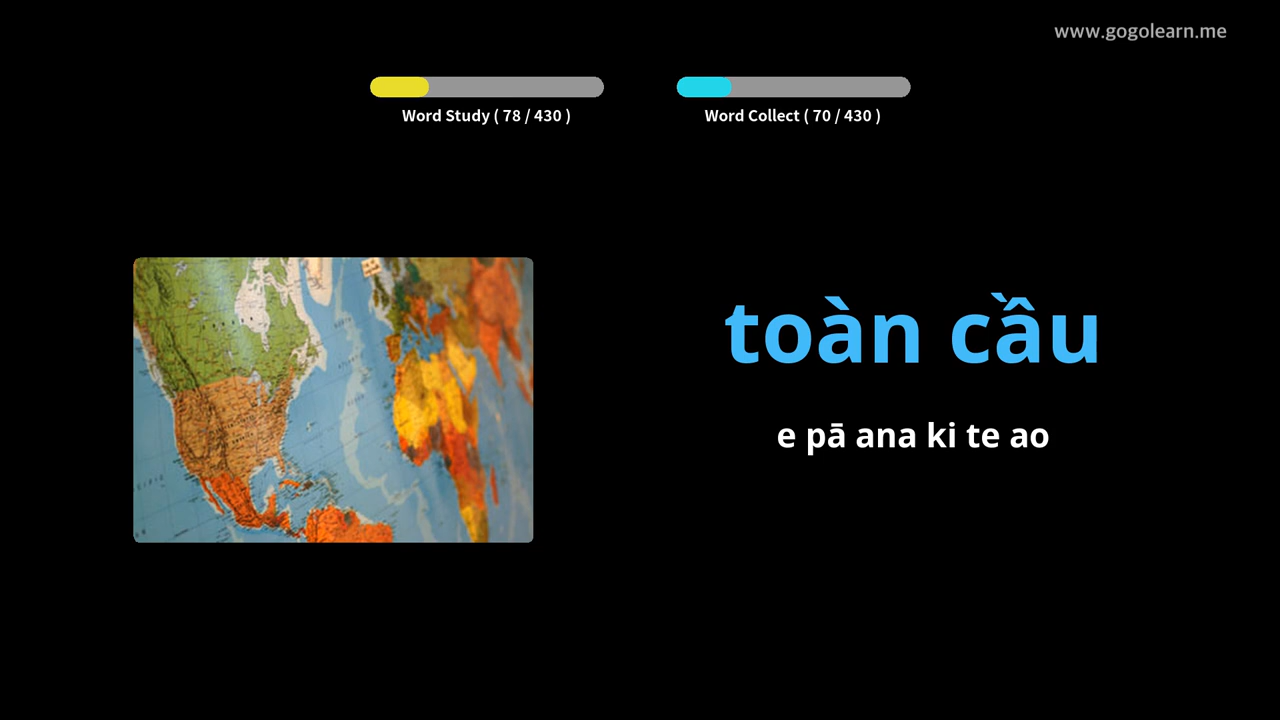 www.gogolearn.me
Word Study ( 78 / 430 )
Word Collect ( 70 / 430 )
toàn cầu
e pā ana ki te ao